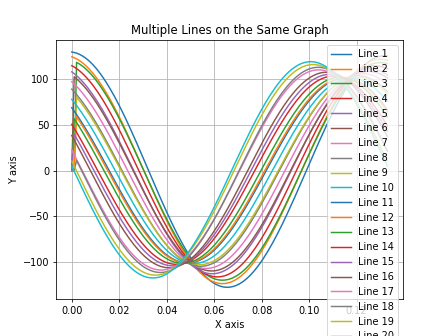 Multiple Lines on the Same Graph
Y axis
100
50
0
−50
−100
0.00
0.02
0.04
0.06
0.08
0.10
X axis
Line 1
Line 2
Line 3
Line 4
Line 5
Line 6
Line 7
Line 8
Line 9
Line 10
Line 11
Line 12
Line 13
Line 14
Line 15
Line 16
Line 17
Line 18
Line 19
Line 20